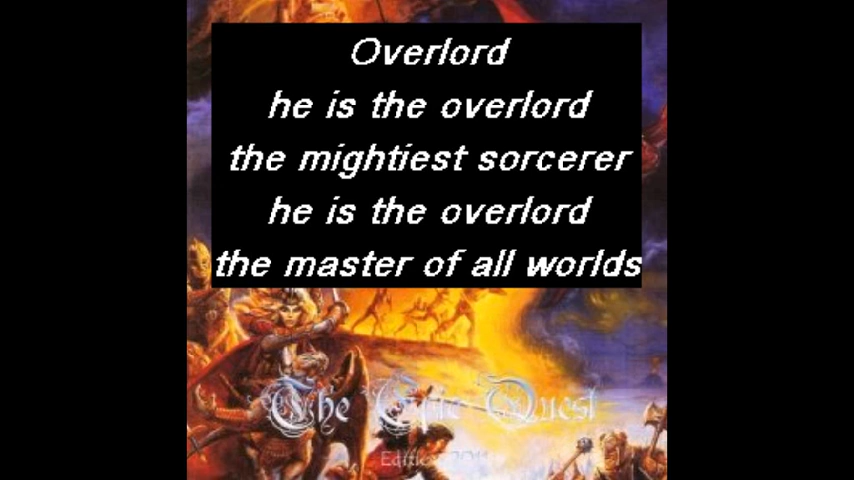 Overlord
he is the overlord
the mightiest sorcerer
he is the overlord
the master of all worlds
The Epic Quest
Edition 2011